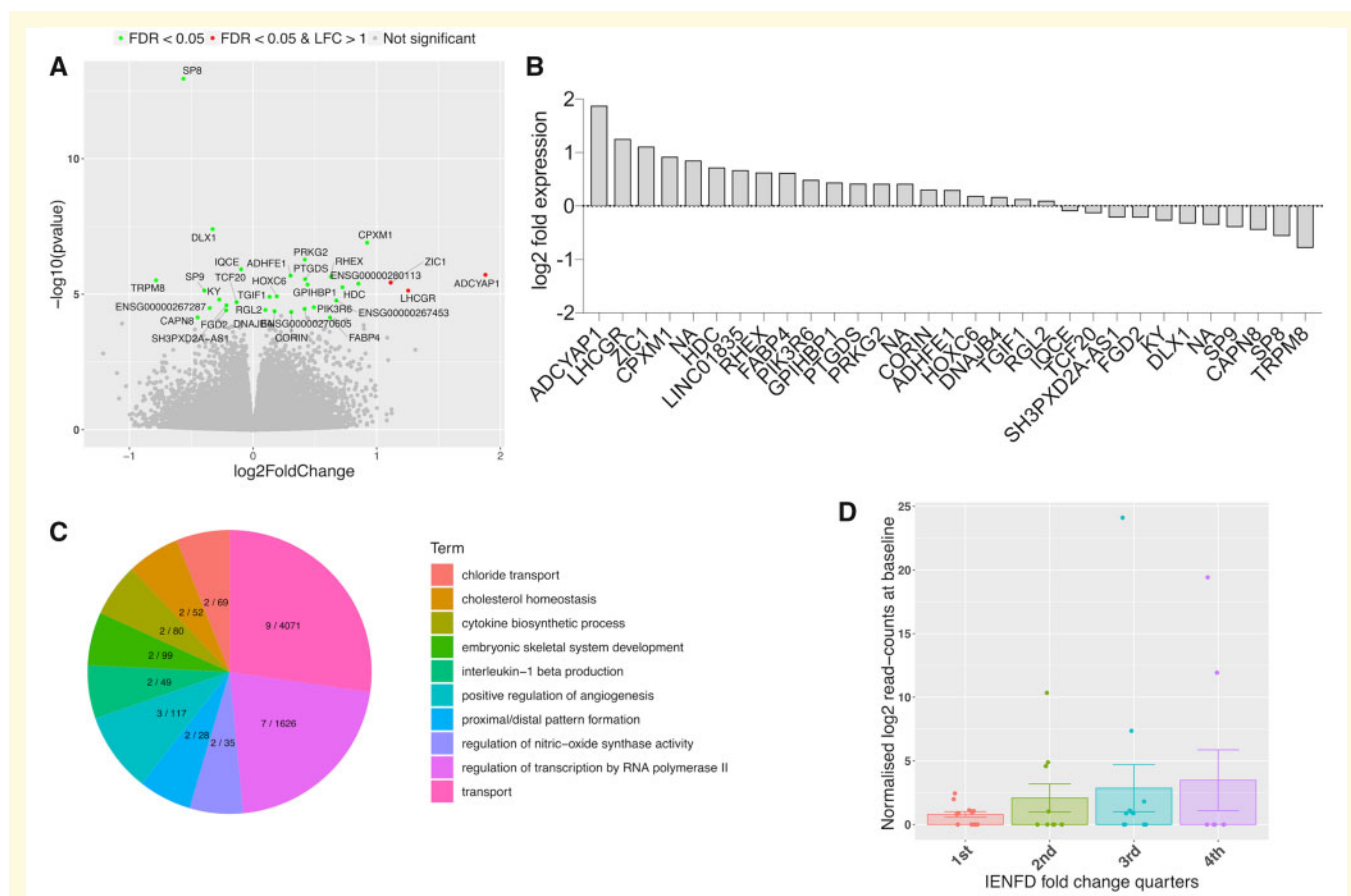 FDR < 0.05 FDR < 0.05 & LFC > 1 Not significant
A
SP8
DLX1
CPXM1
IQCE
ADHFE1
PRKG2
PTGDS
RHEX
ZIC1
ENSG00000280113
ADCYAP1
SP9
TCF20
HOXC6
TRPM8
KY
TGIF1
GPIHBP1
HDC
LHCGR
ENSG00000267287
RGL2
PIK3R6
ENSG00000267453
CAPN8
FGD2
ENSG00000270605
SH3PXD2A−AS1
CORIN
FABP4
10
5
0
−1
0
1
2
−log10(pvalue)
log2FoldChange
B
log2 fold expression
2
1
0
-1
-2
ADCYAP1
LHCGR
ZIC1
CPXM1
NA
HDC
LINC01835
RHEX
FABP4
PIK3R6
GPIHBP1
PTGDS
PRKG2
NA
CORIN
ADHFE1
HOXC6
DNAJB4
TGIF1
RGL2
IQCE
TCF20
SH3PXD2A-AS1
FGD2
KY
DLX1
NA
SP9
CAPN8
SP8
TRPM8
C
2 / 69
2 / 52
2 / 80
2 / 99
2 / 49
3 / 117
2 / 28
2 / 35
7 / 1626
9 / 4071
Term
chloride transport
cholesterol homeostasis
cytokine biosynthetic process
embryonic skeletal system development
interleukin−1 beta production
positive regulation of angiogenesis
proximal/distal pattern formation
regulation of nitric−oxide synthase activity
regulation of transcription by RNA polymerase II
transport
D
Normalised log2 read−counts at baseline
25
20
15
10
5
0
1st
2nd
3rd
4th
IENFD fold change quarters